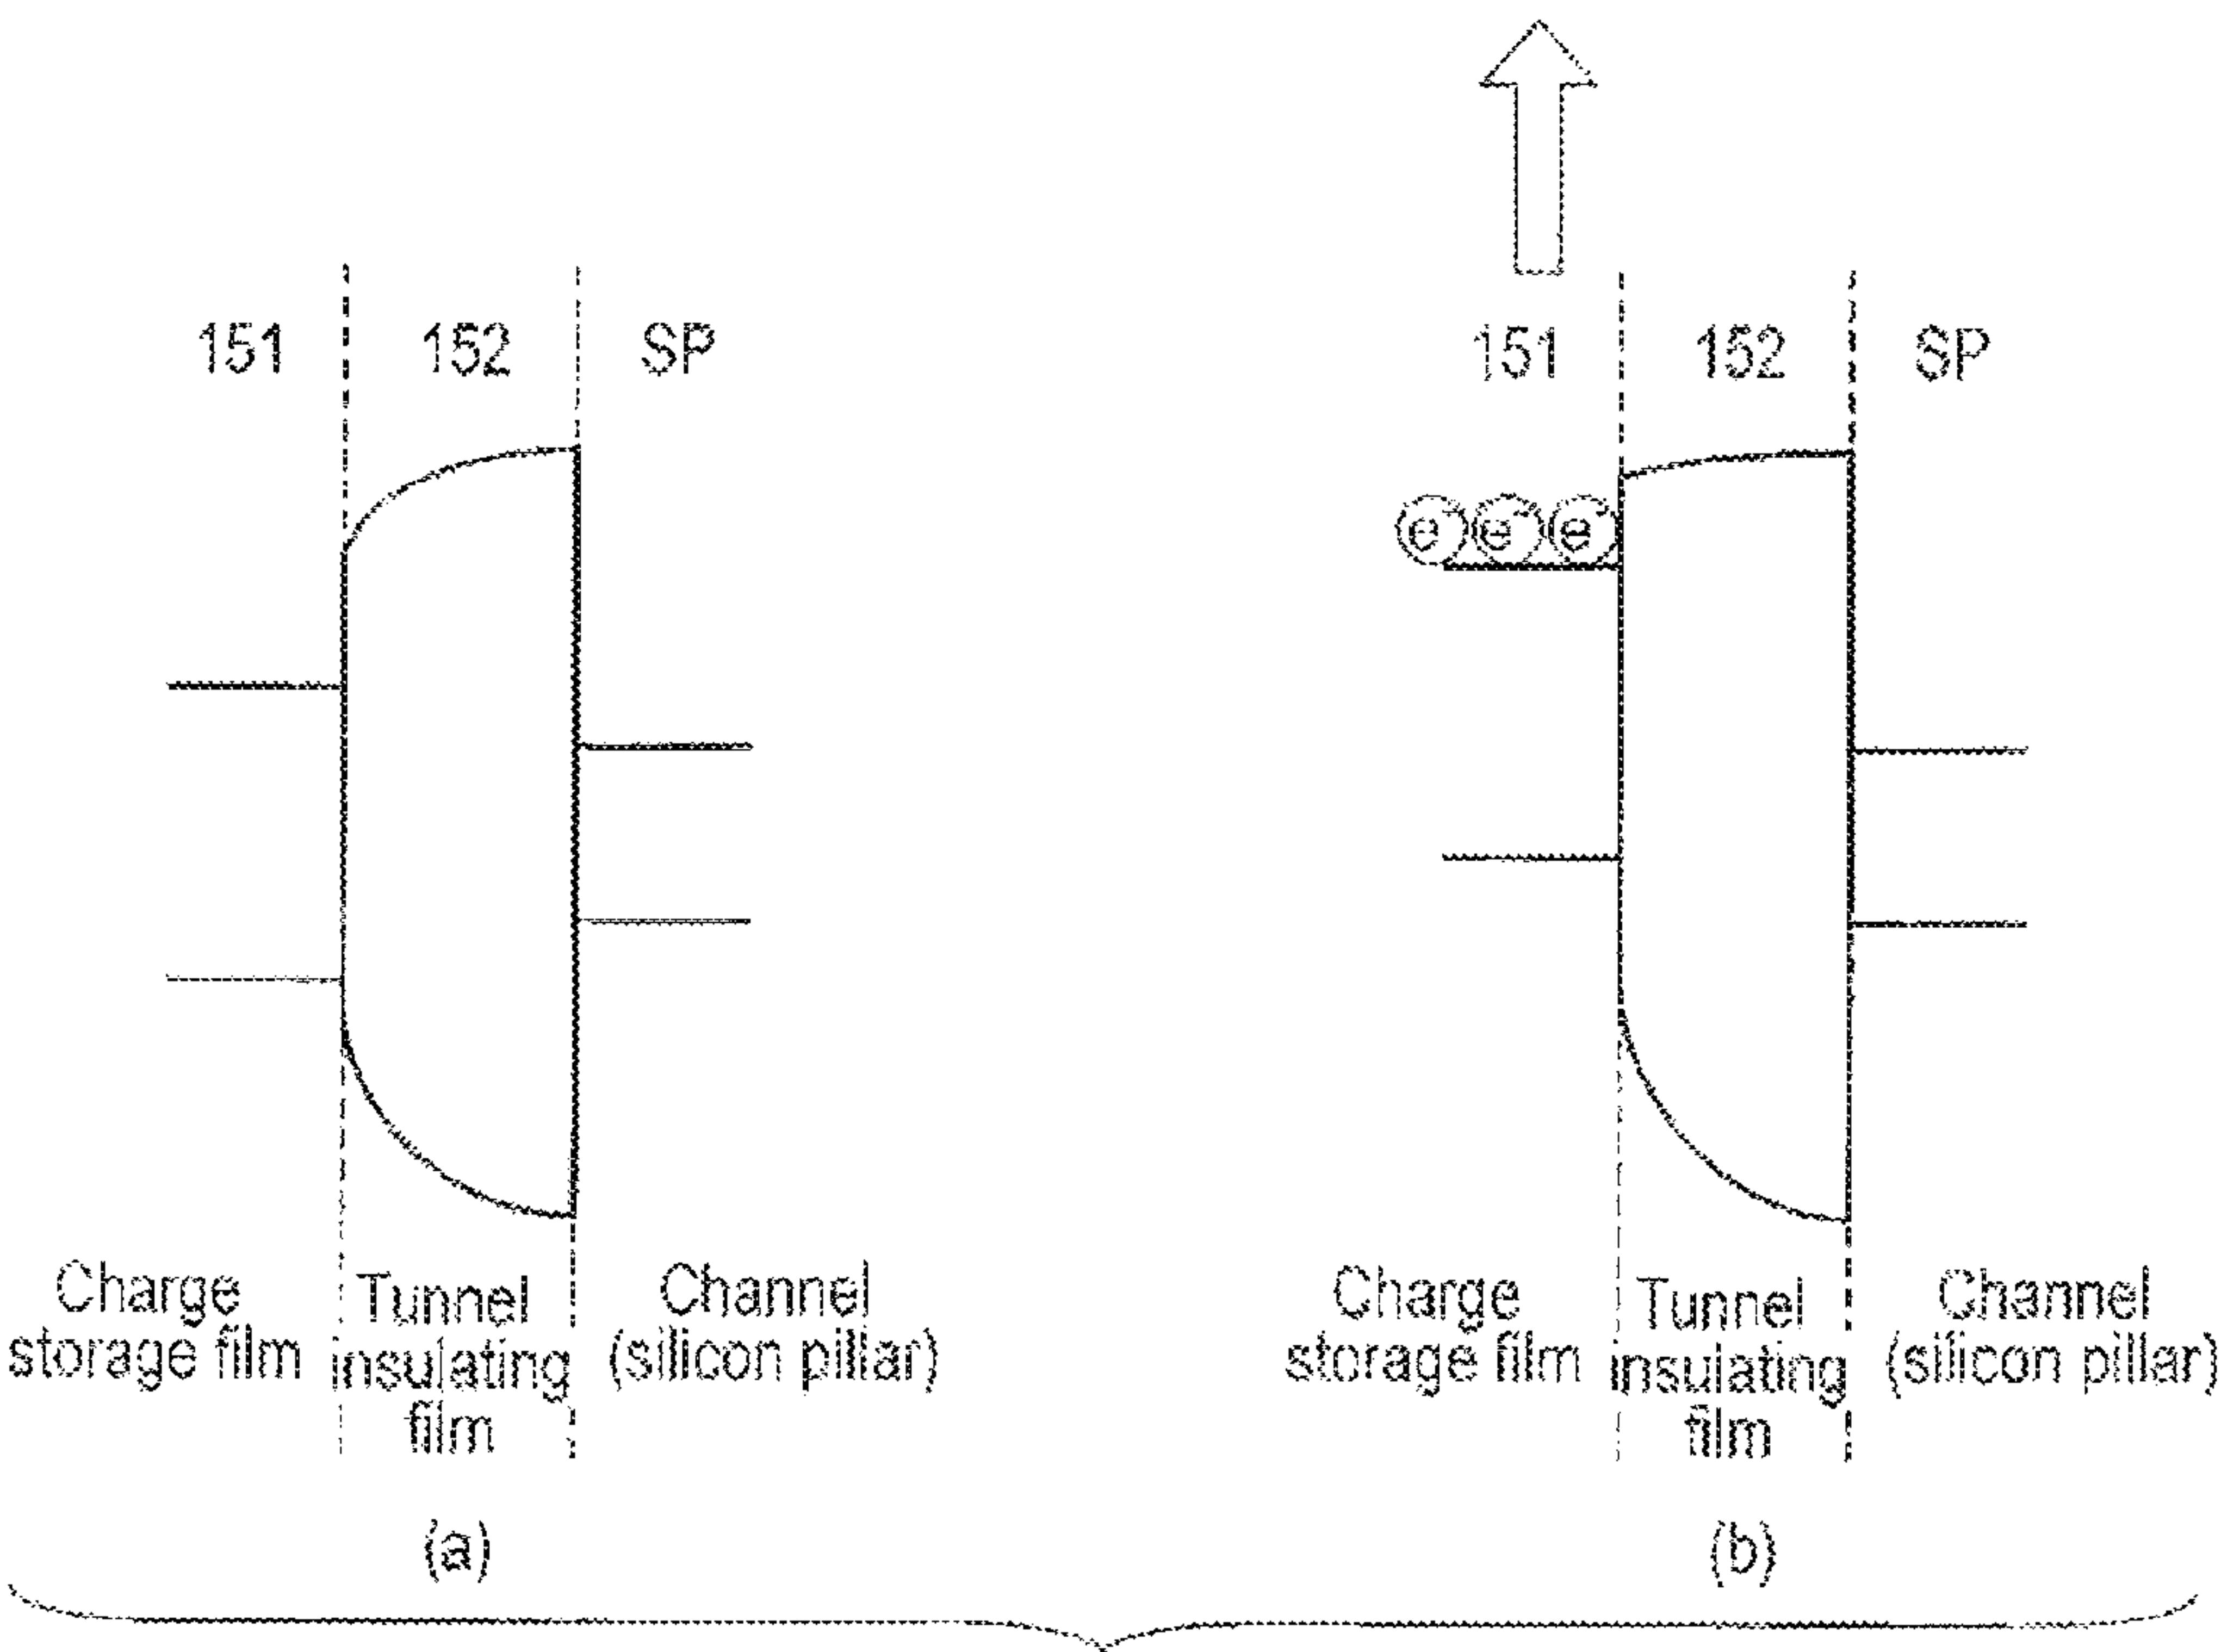 151 152 SP
Charge
storage film
Tunnel
insulating
film
Channel
(silicon pillar)
(a)
151 152 SP
e⁻ e⁻ e⁻
Charge
storage film
Tunnel
insulating
film
Channel
(silicon pillar)
(b)